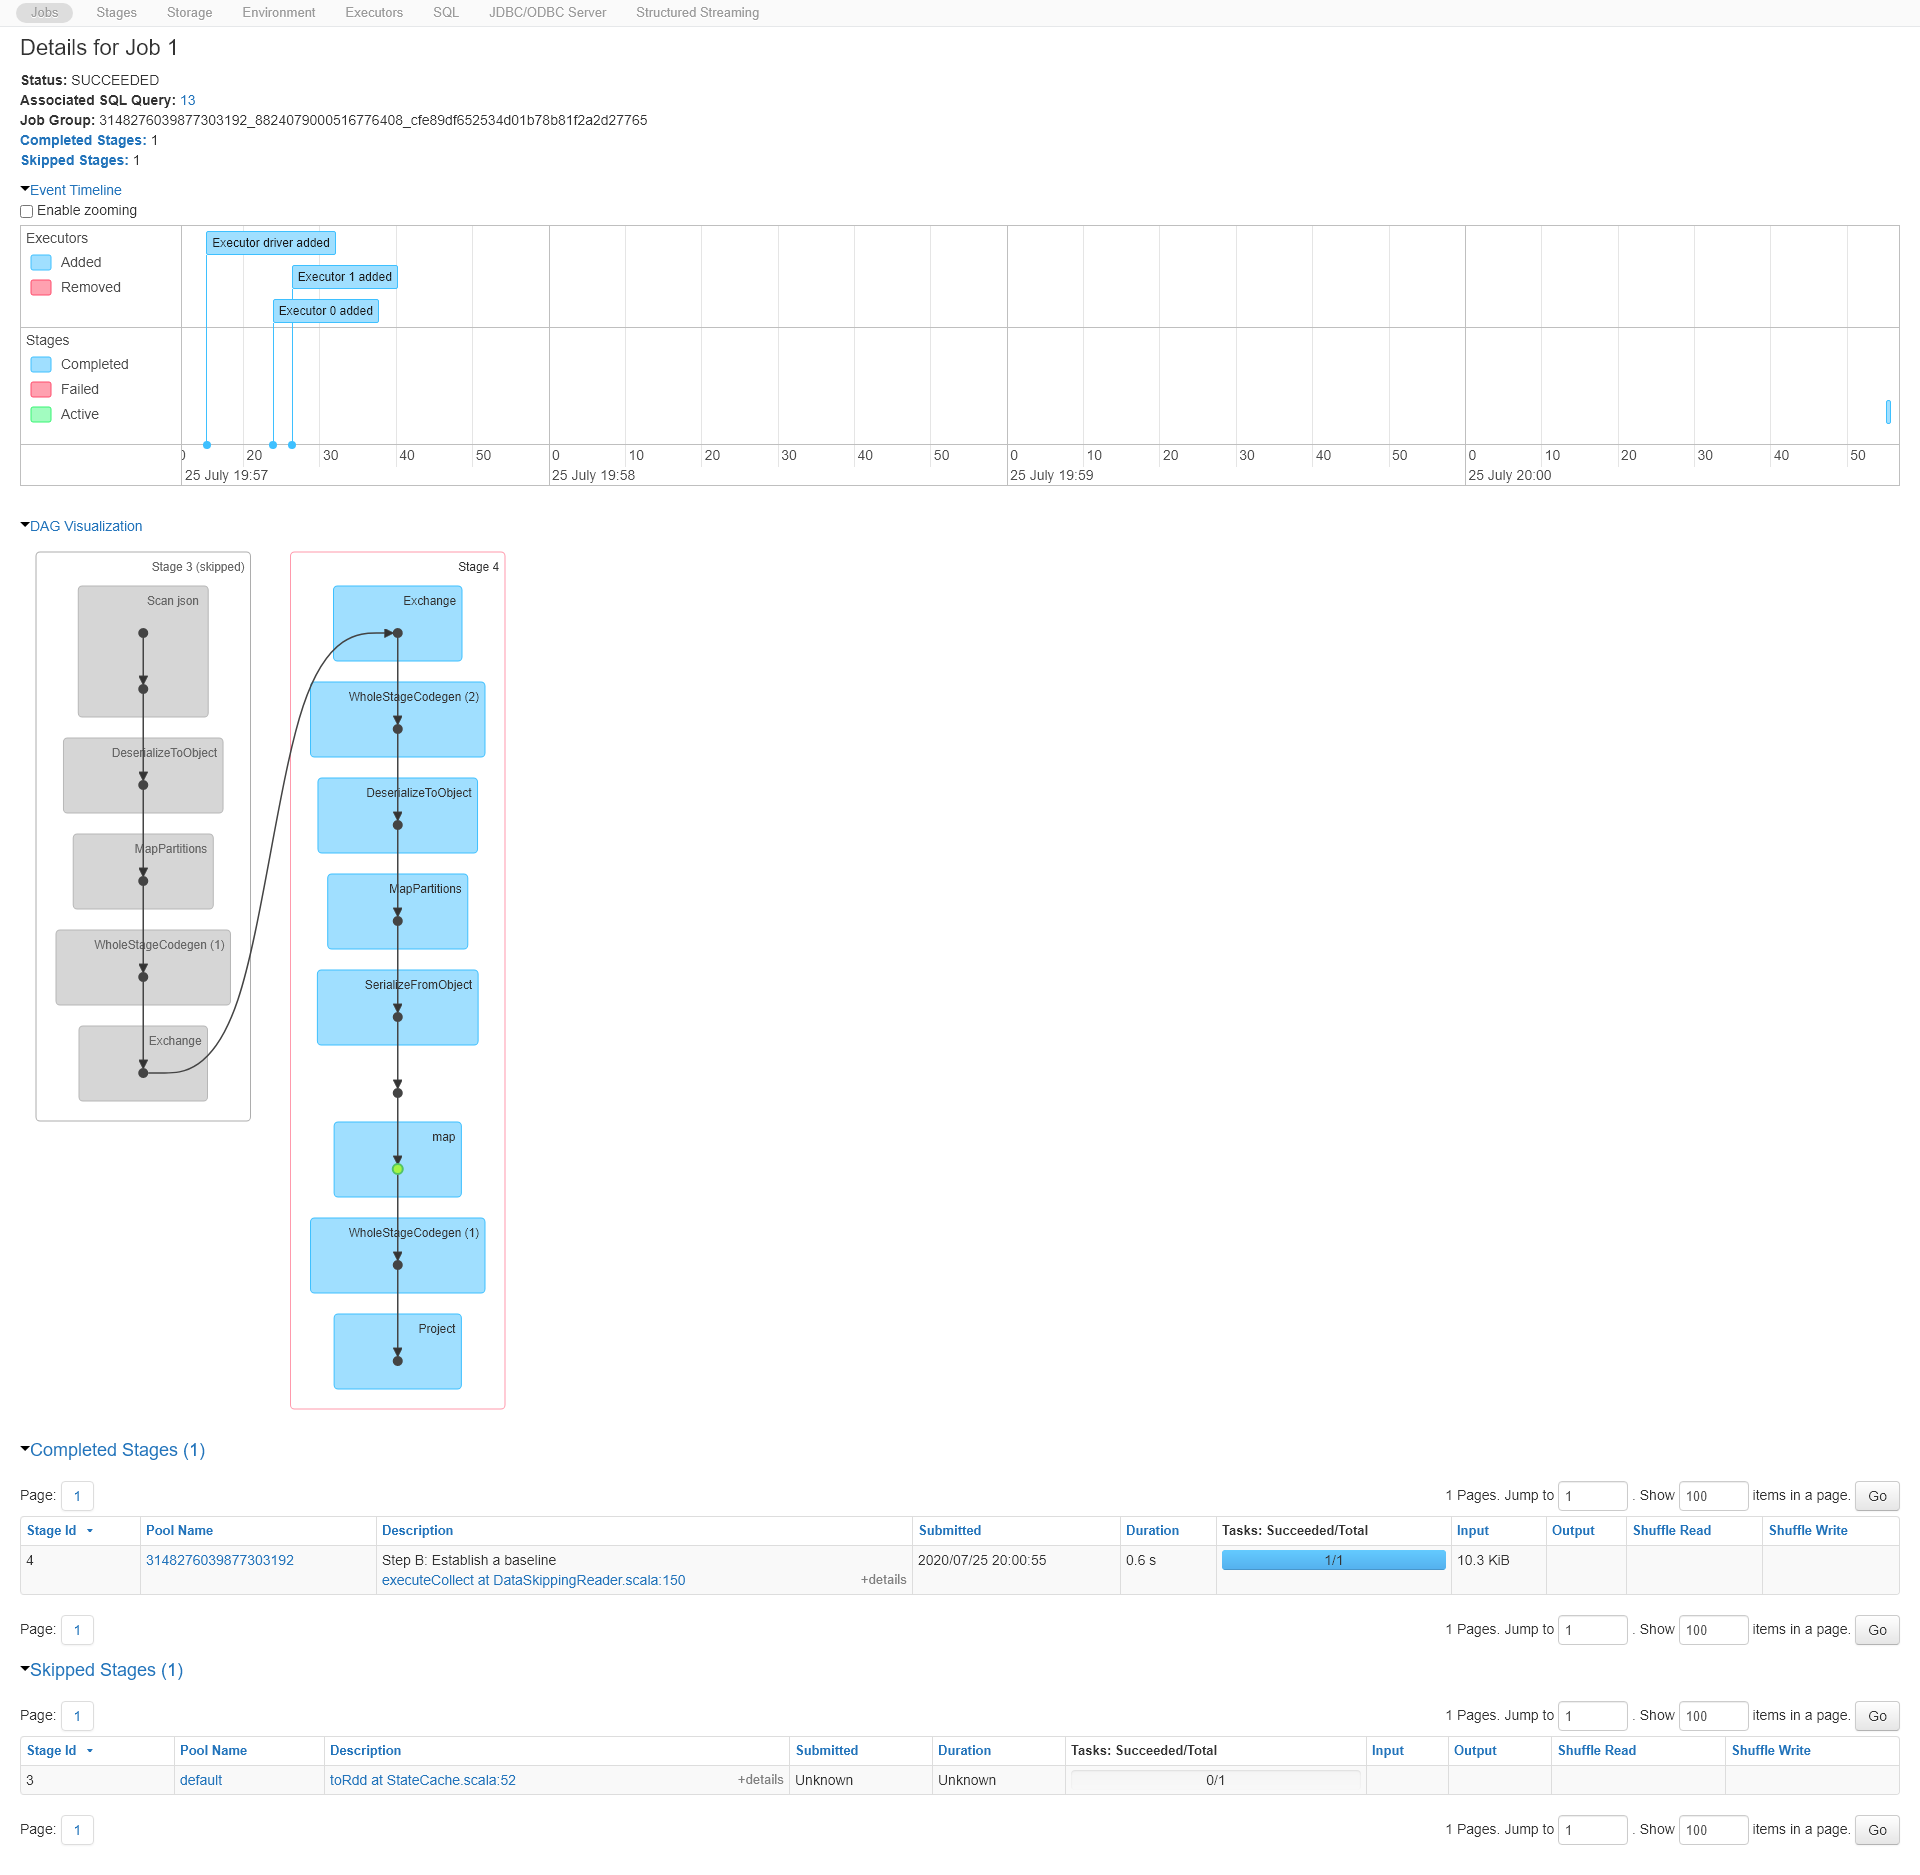 Jobs Stages Storage Environment Executors SQL JDBC/ODBC Server Structured Streaming
Details for Job 1
Status: SUCCEEDED
Associated SQL Query: 13
Job Group: 3148276039877303192_8824079000516776408_cfe89df652534d01b78b81f2a2d27765
Completed Stages: 1
Skipped Stages: 1
Event Timeline
Enable zooming
Executors
Added
Removed
Executor driver added
Executor 1 added
Executor 0 added
Stages
Completed
Failed
Active
0 20 30 40 50 0 10 20 30 40 50 0 10 20 30 40 50 0 10 20 30 40 50
25 July 19:57 25 July 19:58 25 July 19:59 25 July 20:00
DAG Visualization
Stage 3 (skipped)
Scan json
DeserializeToObject
MapPartitions
WholeStageCodegen (1)
Exchange
Stage 4
Exchange
WholeStageCodegen (2)
DeserializeToObject
MapPartitions
SerializeFromObject
map
WholeStageCodegen (1)
Project
Completed Stages (1)
Page: 1 1 Pages. Jump to 1 . Show 100 items in a page. Go
Stage Id Pool Name Description Submitted Duration Tasks: Succeeded/Total Input Output Shuffle Read Shuffle Write
4 3148276039877303192 Step B: Establish a baseline 2020/07/25 20:00:55 0.6 s 1/1 10.3 KiB
executeCollect at DataSkippingReader.scala:150 +details
Page: 1 1 Pages. Jump to 1 . Show 100 items in a page. Go
Skipped Stages (1)
Page: 1 1 Pages. Jump to 1 . Show 100 items in a page. Go
Stage Id Pool Name Description Submitted Duration Tasks: Succeeded/Total Input Output Shuffle Read Shuffle Write
3 default toRdd at StateCache.scala:52 +details Unknown Unknown 0/1
Page: 1 1 Pages. Jump to 1 . Show 100 items in a page. Go